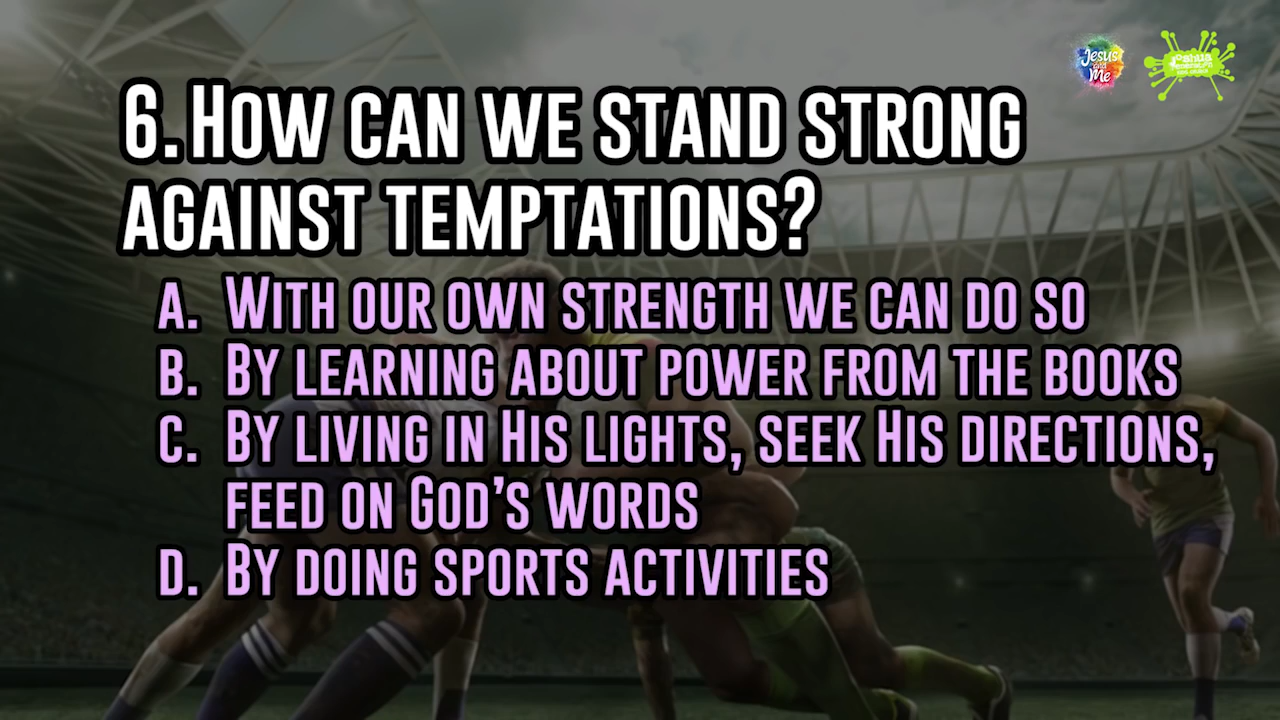 Jesus
and
Me
Joshua
Generation
6. How can we stand strong
against temptations?
A. With our own strength we can do so
B. By learning about power from the books
C. By living in His lights, seek His directions,
feed on God's words
D. By doing sports activities